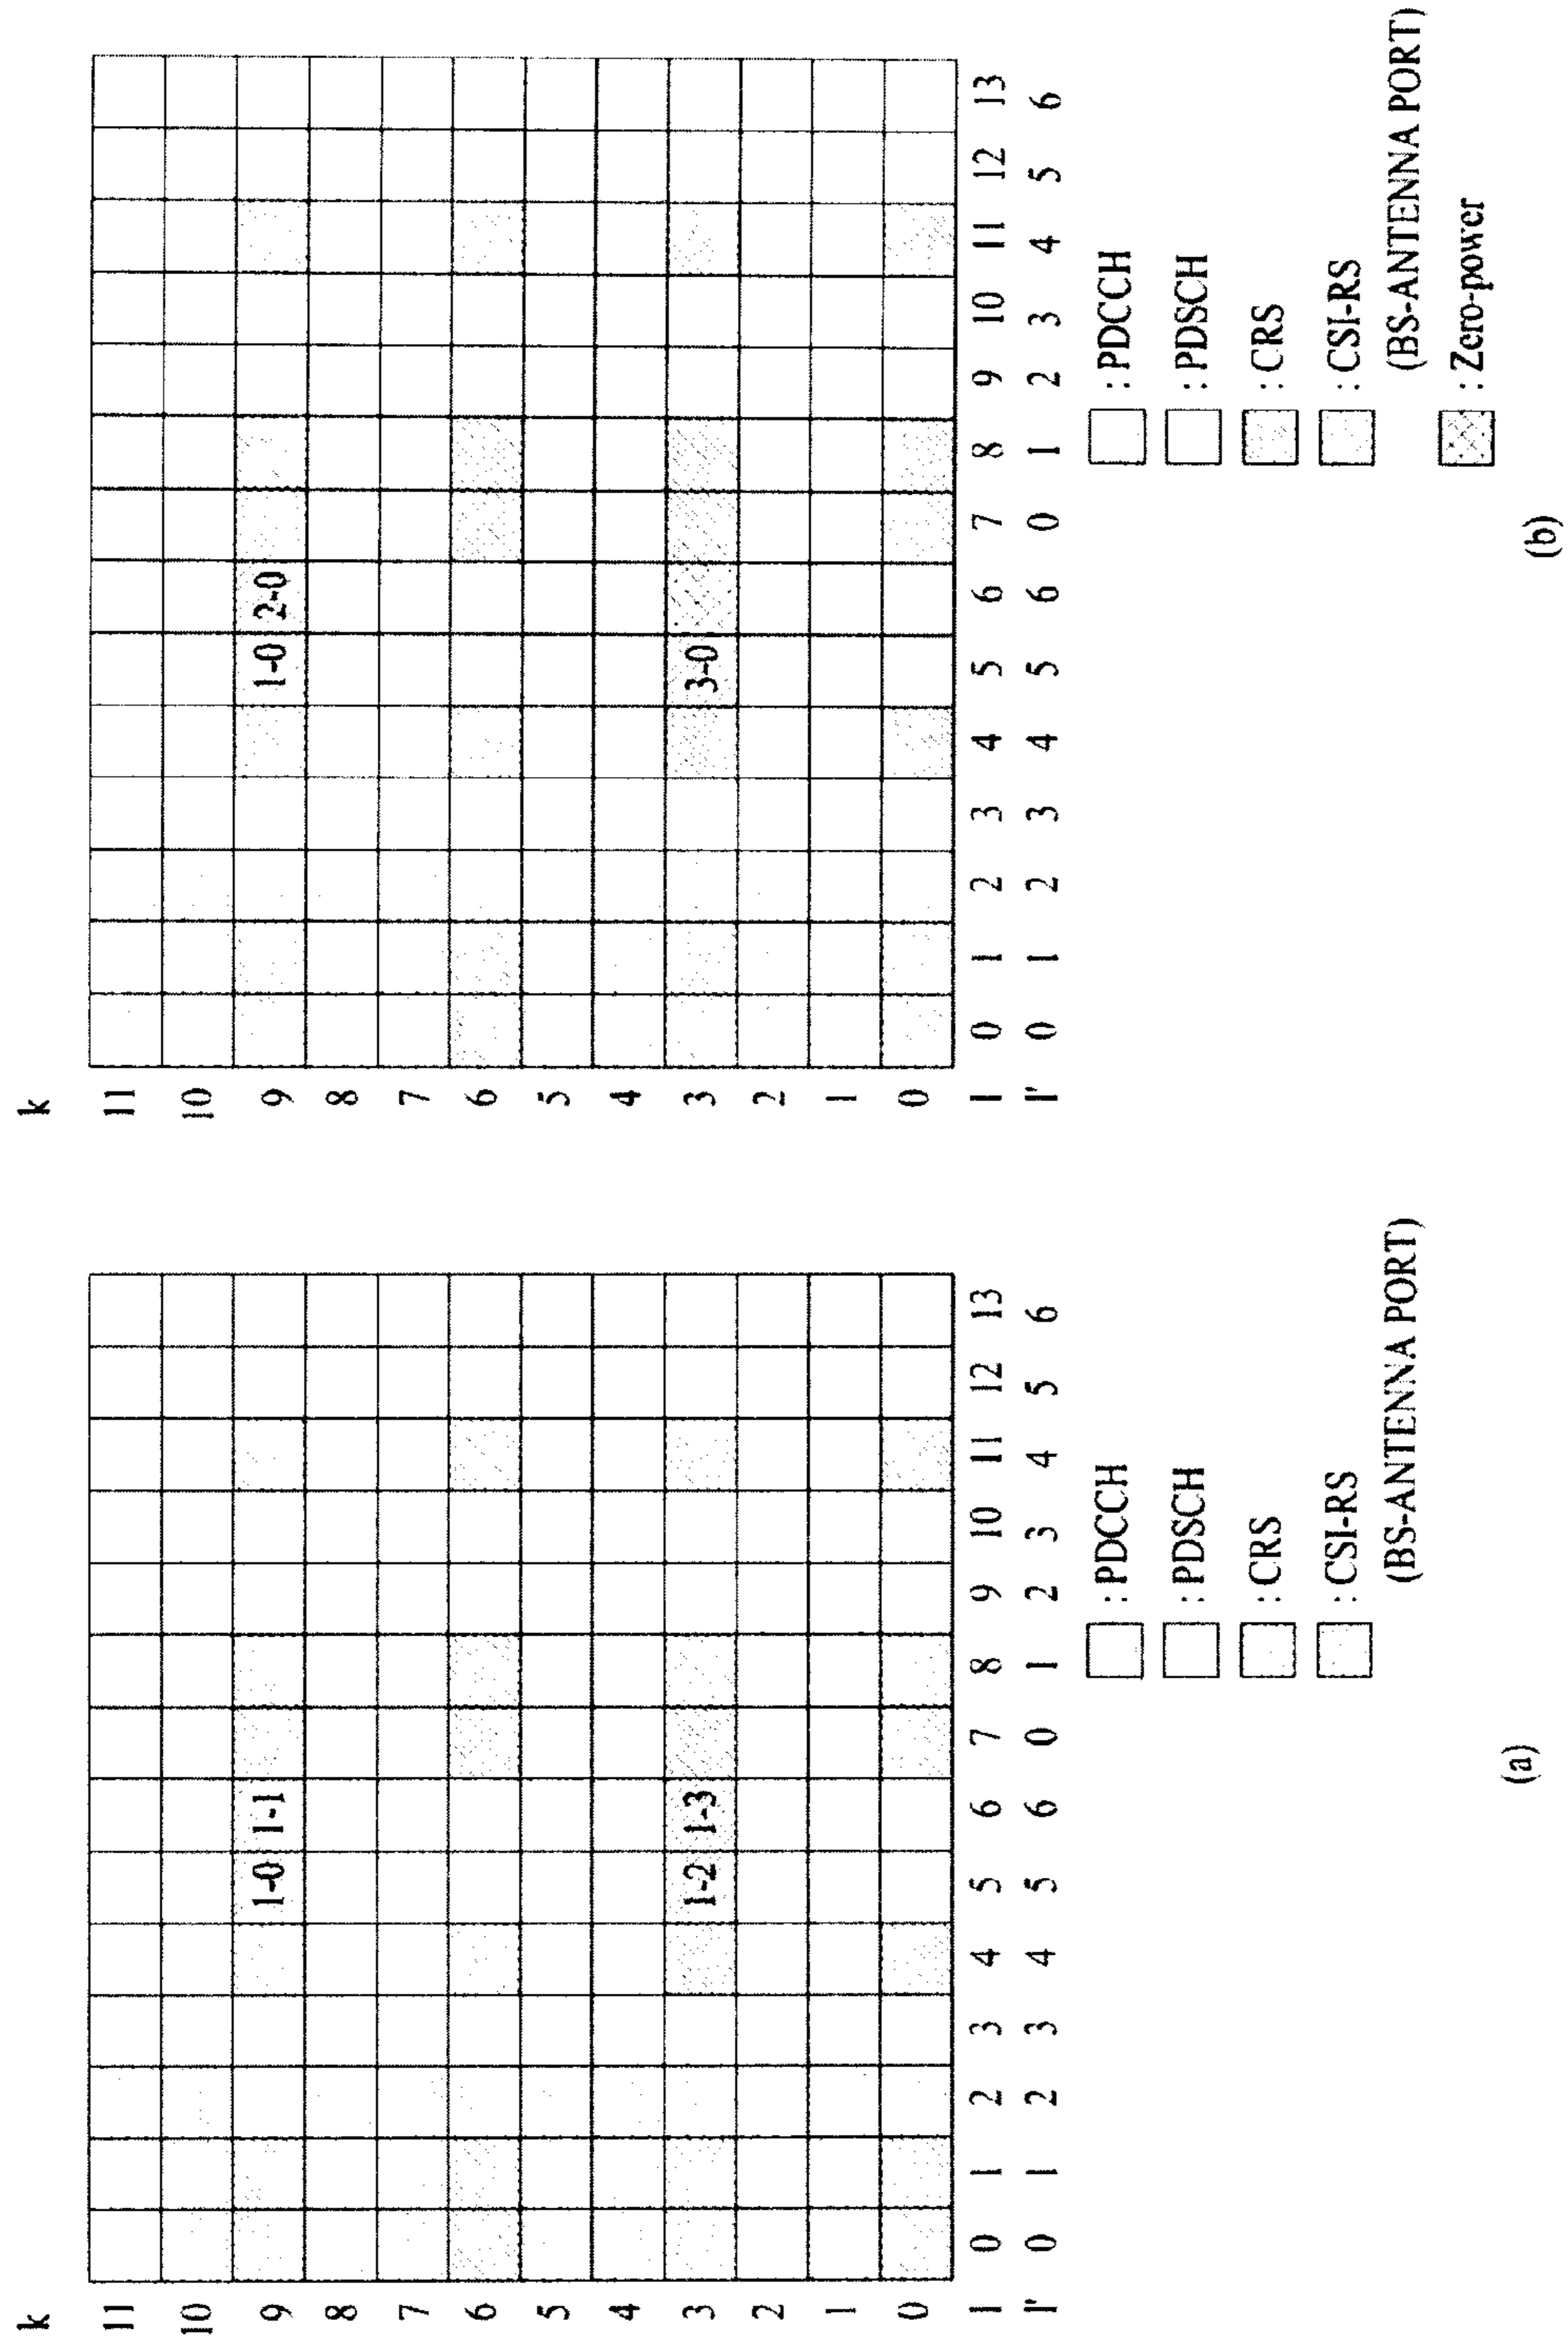 k
11
10
9 1-0 1-1
8
7
6
5
4
3 1-2 1-3
2
1
0
l 0 1 2 3 4 5 6 7 8 9 10 11 12 13
l' 0 1 2 3 4 5 6 0 1 2 3 4 5 6
: PDCCH
: PDSCH
: CRS
: CSI-RS
(BS-ANTENNA PORT)
(a)
k
11
10
9 1-0 2-0
8
7
6
5
4
3 3-0
2
1
0
l 0 1 2 3 4 5 6 7 8 9 10 11 12 13
l' 0 1 2 3 4 5 6 0 1 2 3 4 5 6
: PDCCH
: PDSCH
: CRS
: CSI-RS
(BS-ANTENNA PORT)
: Zero-power
(b)